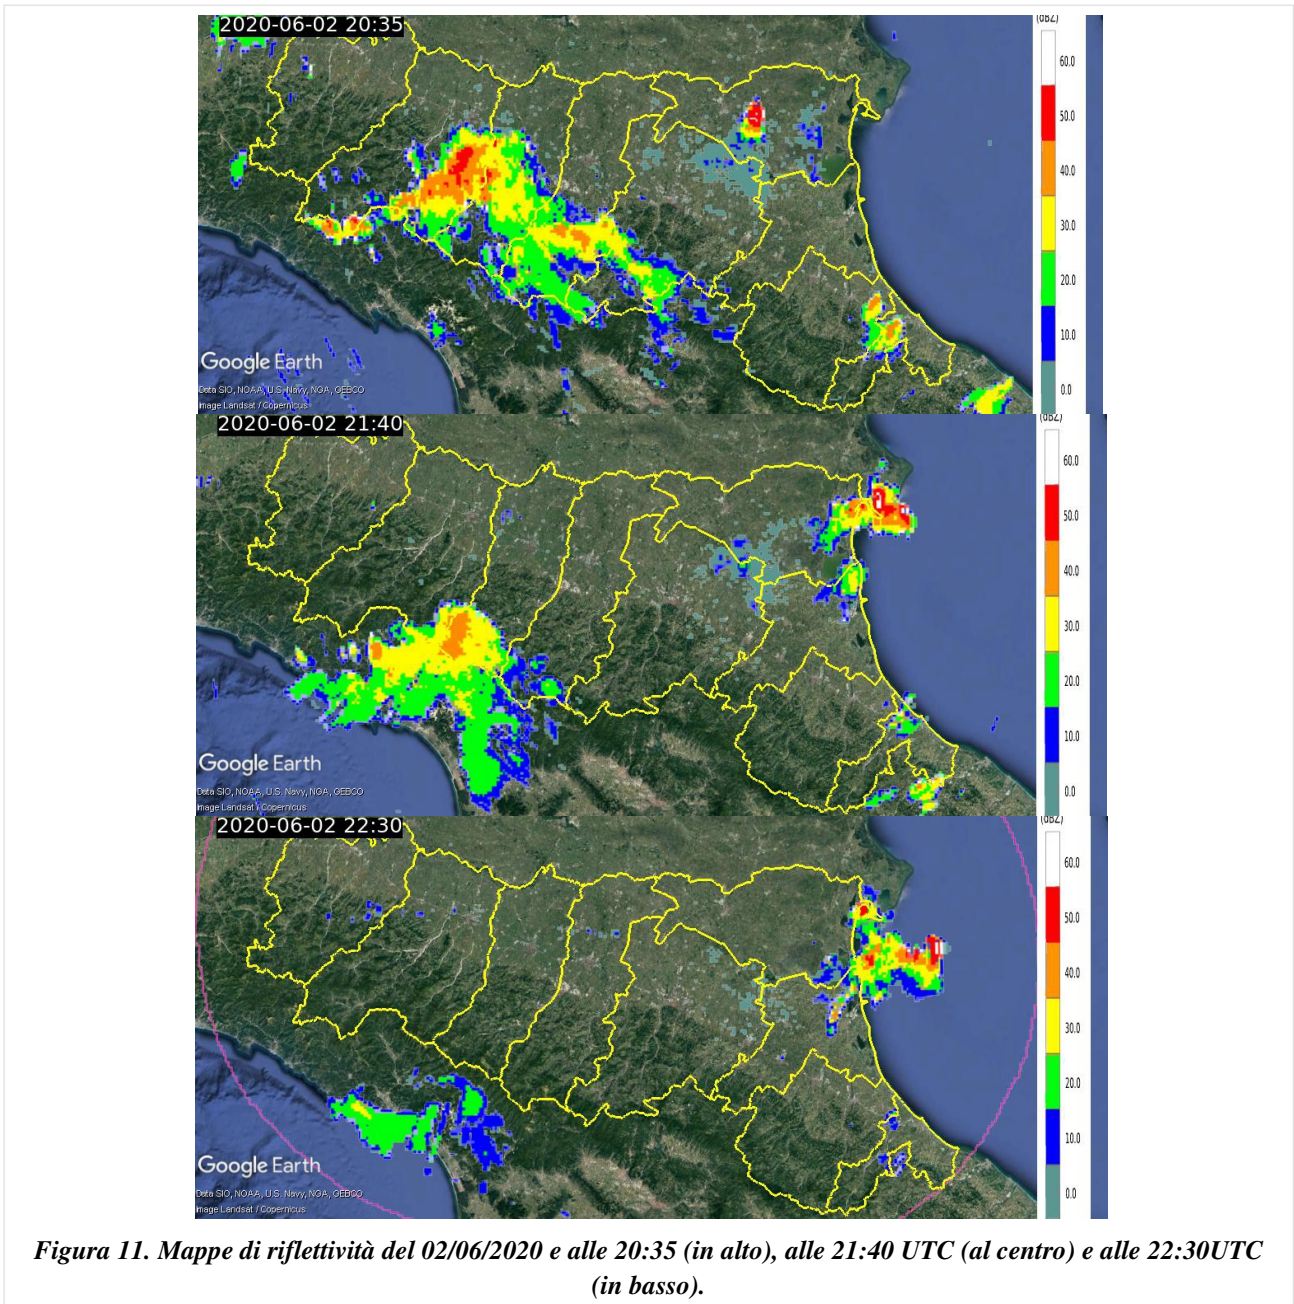 2020-06-02 20:35
(dBZ)
60.0
50.0
40.0
30.0
20.0
10.0
0.0
Google Earth
Data SIO, NOAA, U.S. Navy, NGA, GEBCO
Image Landsat / Copernicus
2020-06-02 21:40
(dBZ)
60.0
50.0
40.0
30.0
20.0
10.0
0.0
Google Earth
Data SIO, NOAA, U.S. Navy, NGA, GEBCO
Image Landsat / Copernicus
2020-06-02 22:30
(dBZ)
60.0
50.0
40.0
30.0
20.0
10.0
0.0
Google Earth
Data SIO, NOAA, U.S. Navy, NGA, GEBCO
Image Landsat / Copernicus
Figura 11. Mappe di riflettività del 02/06/2020 e alle 20:35 (in alto), alle 21:40 UTC (al centro) e alle 22:30UTC
(in basso).